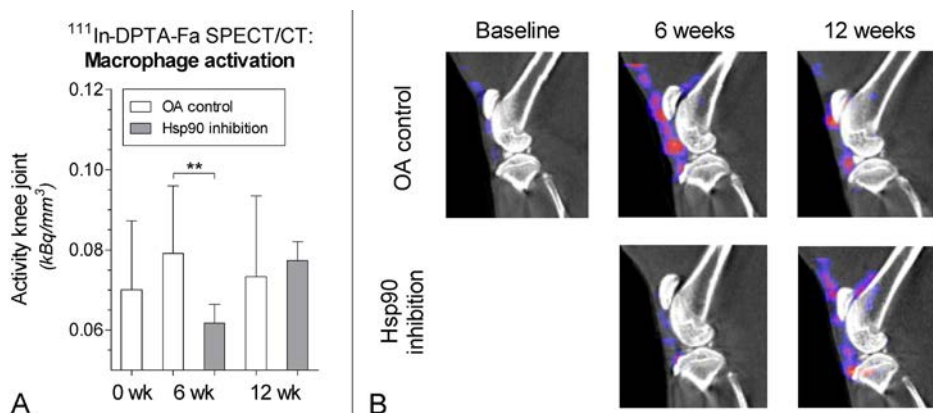 ¹¹¹In-DPTA-Fa SPECT/CT:
Macrophage activation
Activity knee joint
(kBq/mm³)
0.12
0.10
0.08
0.06
OA control
Hsp90 inhibition
**
0 wk 6 wk 12 wk
A
Baseline 6 weeks 12 weeks
OA control
Hsp90
inhibition
B